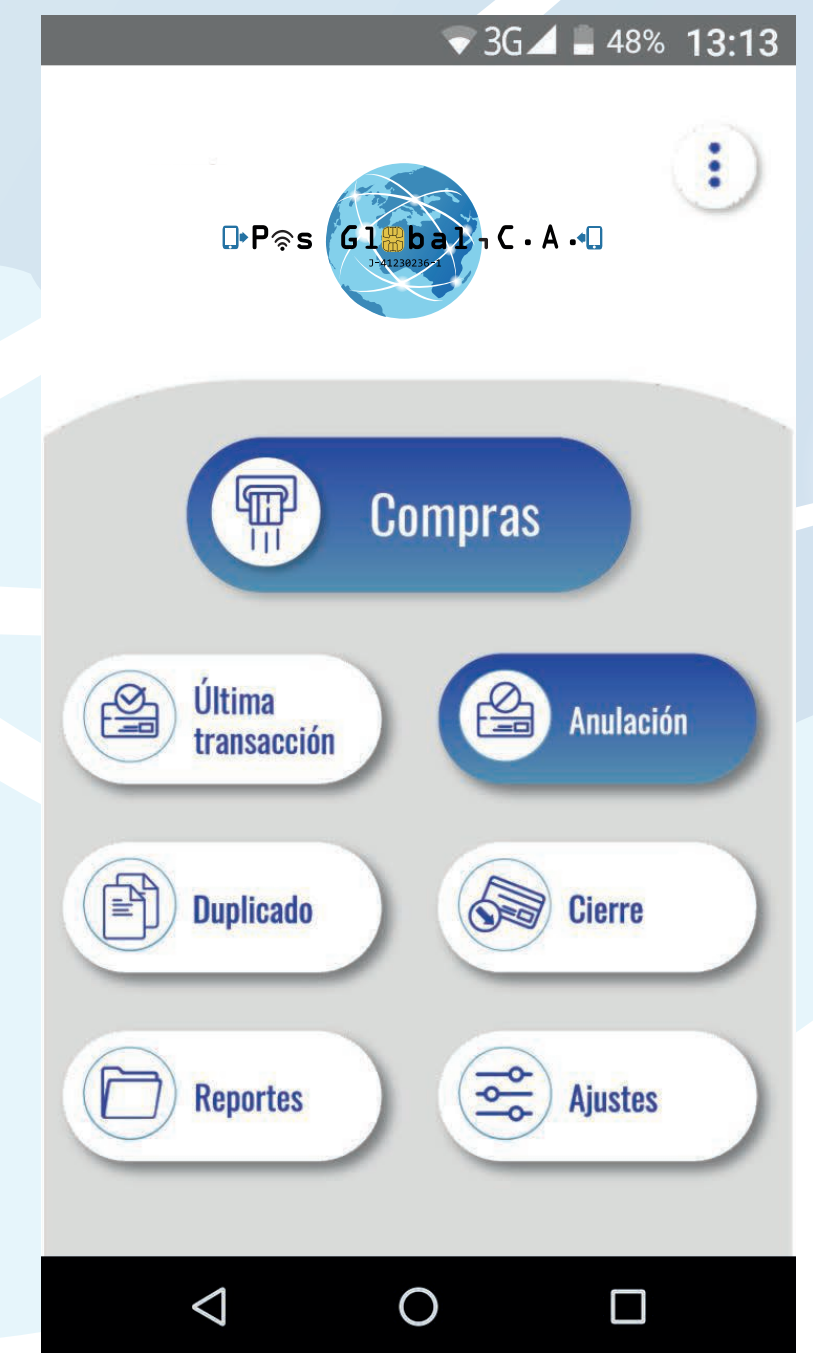 3G 48% 13:13
Pos Global, C.A.
J-41230236-1
Compras
Última
transacción
Anulación
Duplicado
Cierre
Reportes
Ajustes